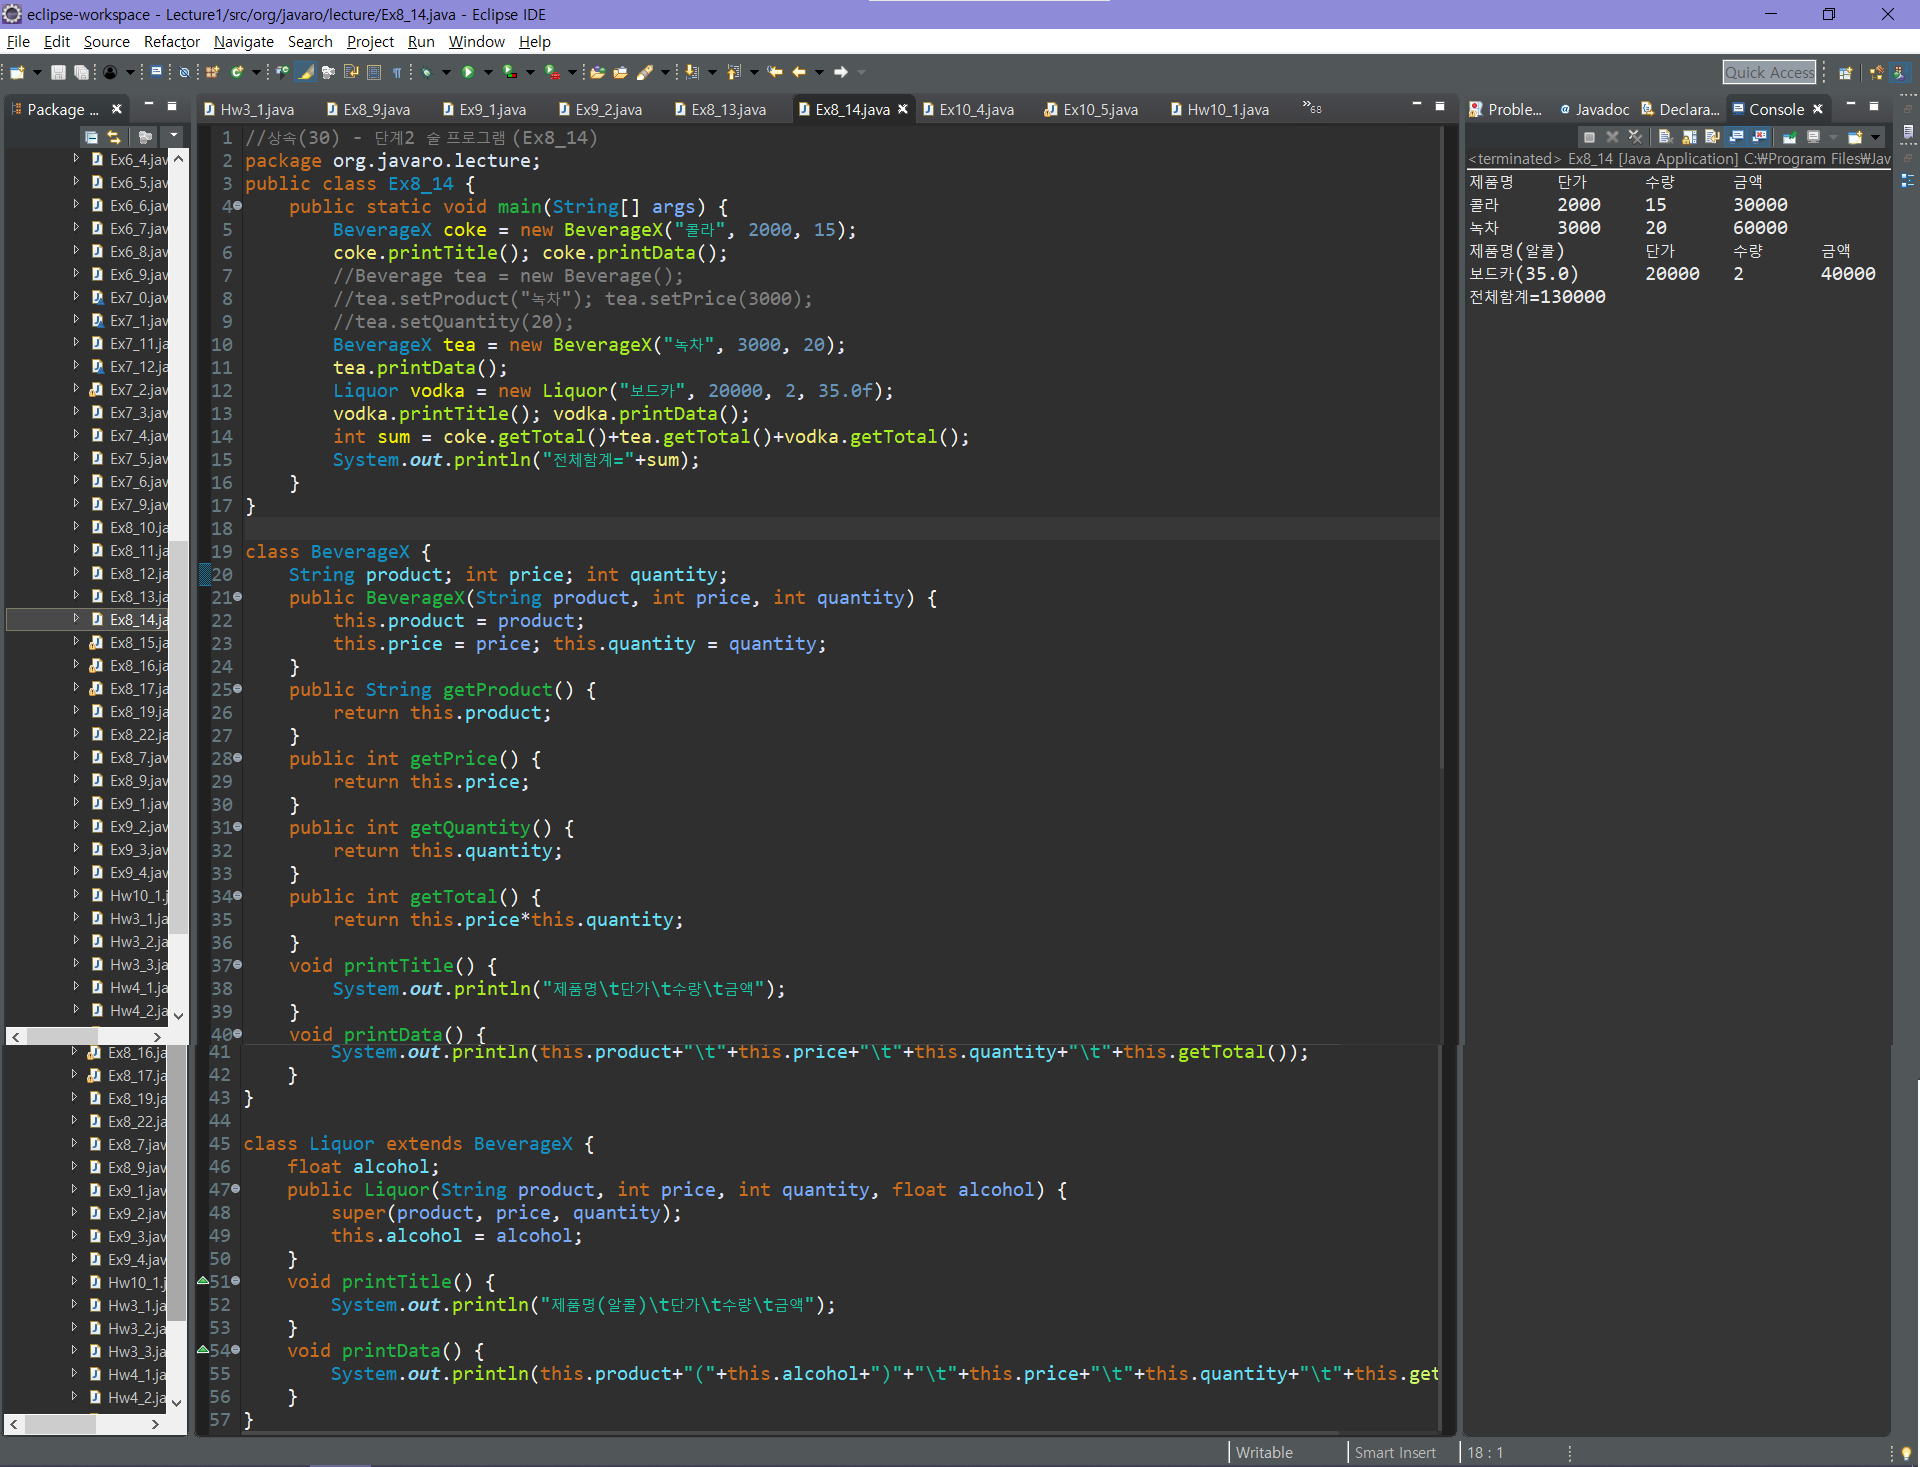 eclipse-workspace - Lecture1/src/org/javaro/lecture/Ex8_14.java - Eclipse IDE
File Edit Source Refactor Navigate Search Project Run Window Help
Quick Access
Package ...
Hw3_1.java Ex8_9.java Ex9_1.java Ex9_2.java Ex8_13.java Ex8_14.java Ex10_4.java Ex10_5.java Hw10_1.java »68
Proble... Javadoc Declara... Console
Ex6_4.jav
Ex6_5.jav
Ex6_6.jav
Ex6_7.jav
Ex6_8.jav
Ex6_9.jav
Ex7_0.jav
Ex7_1.jav
Ex7_11.jav
Ex7_12.jav
Ex7_2.jav
Ex7_3.jav
Ex7_4.jav
Ex7_5.jav
Ex7_6.jav
Ex7_9.jav
Ex8_10.ja
Ex8_11.ja
Ex8_12.ja
Ex8_13.ja
Ex8_14.ja
Ex8_15.ja
Ex8_16.ja
Ex8_17.ja
Ex8_19.ja
Ex8_22.ja
Ex8_7.jav
Ex8_9.jav
Ex9_1.jav
Ex9_2.jav
Ex9_3.jav
Ex9_4.jav
Hw10_1.j
Hw3_1.ja
Hw3_2.ja
Hw3_3.ja
Hw4_1.ja
Hw4_2.ja
Ex8_16.ja
Ex8_17.ja
Ex8_19.ja
Ex8_22.ja
Ex8_7.jav
Ex8_9.jav
Ex9_1.jav
Ex9_2.jav
Ex9_3.jav
Ex9_4.jav
Hw10_1.j
Hw3_1.ja
Hw3_2.ja
Hw3_3.ja
Hw4_1.ja
Hw4_2.ja
1 //상속(30) - 단계2 술 프로그램 (Ex8_14)
2 package org.javaro.lecture;
3 public class Ex8_14 {
4 public static void main(String[] args) {
5 BeverageX coke = new BeverageX("콜라", 2000, 15);
6 coke.printTitle(); coke.printData();
7 //Beverage tea = new Beverage();
8 //tea.setProduct("녹차"); tea.setPrice(3000);
9 //tea.setQuantity(20);
10 BeverageX tea = new BeverageX("녹차", 3000, 20);
11 tea.printData();
12 Liquor vodka = new Liquor("보드카", 20000, 2, 35.0f);
13 vodka.printTitle(); vodka.printData();
14 int sum = coke.getTotal()+tea.getTotal()+vodka.getTotal();
15 System.out.println("전체합계="+sum);
16 }
17 }
18
19 class BeverageX {
20 String product; int price; int quantity;
21 public BeverageX(String product, int price, int quantity) {
22 this.product = product;
23 this.price = price; this.quantity = quantity;
24 }
25 public String getProduct() {
26 return this.product;
27 }
28 public int getPrice() {
29 return this.price;
30 }
31 public int getQuantity() {
32 return this.quantity;
33 }
34 public int getTotal() {
35 return this.price*this.quantity;
36 }
37 void printTitle() {
38 System.out.println("제품명\t단가\t수량\t금액");
39 }
40 void printData() {
41 System.out.println(this.product+"\t"+this.price+"\t"+this.quantity+"\t"+this.getTotal());
42 }
43 }
44
45 class Liquor extends BeverageX {
46 float alcohol;
47 public Liquor(String product, int price, int quantity, float alcohol) {
48 super(product, price, quantity);
49 this.alcohol = alcohol;
50 }
51 void printTitle() {
52 System.out.println("제품명(알콜)\t단가\t수량\t금액");
53 }
54 void printData() {
55 System.out.println(this.product+"("+this.alcohol+")"+"\t"+this.price+"\t"+this.quantity+"\t"+this.get
56 }
57 }
<terminated> Ex8_14 [Java Application] C:₩Program Files₩Jav
제품명 단가 수량 금액
콜라 2000 15 30000
녹차 3000 20 60000
제품명(알콜) 단가 수량 금액
보드카(35.0) 20000 2 40000
전체합계=130000
Writable Smart Insert 18 : 1